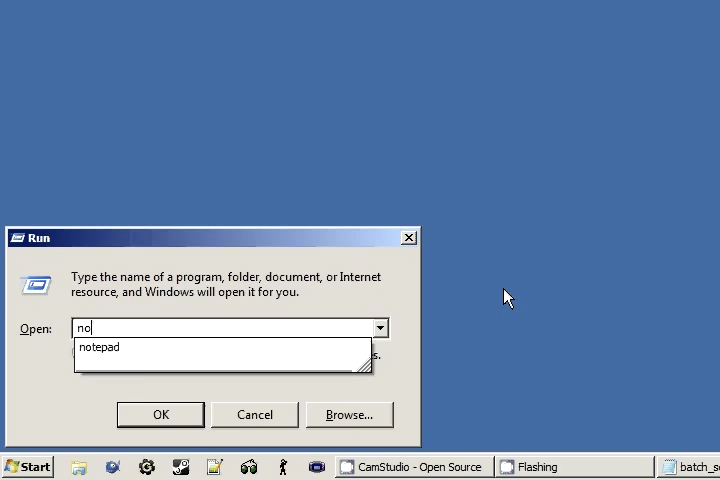 Run
Type the name of a program, folder, document, or Internet
resource, and Windows will open it for you.
Open: no
notepad
s.
OK Cancel Browse...
Start CamStudio - Open Source Flashing batch_se